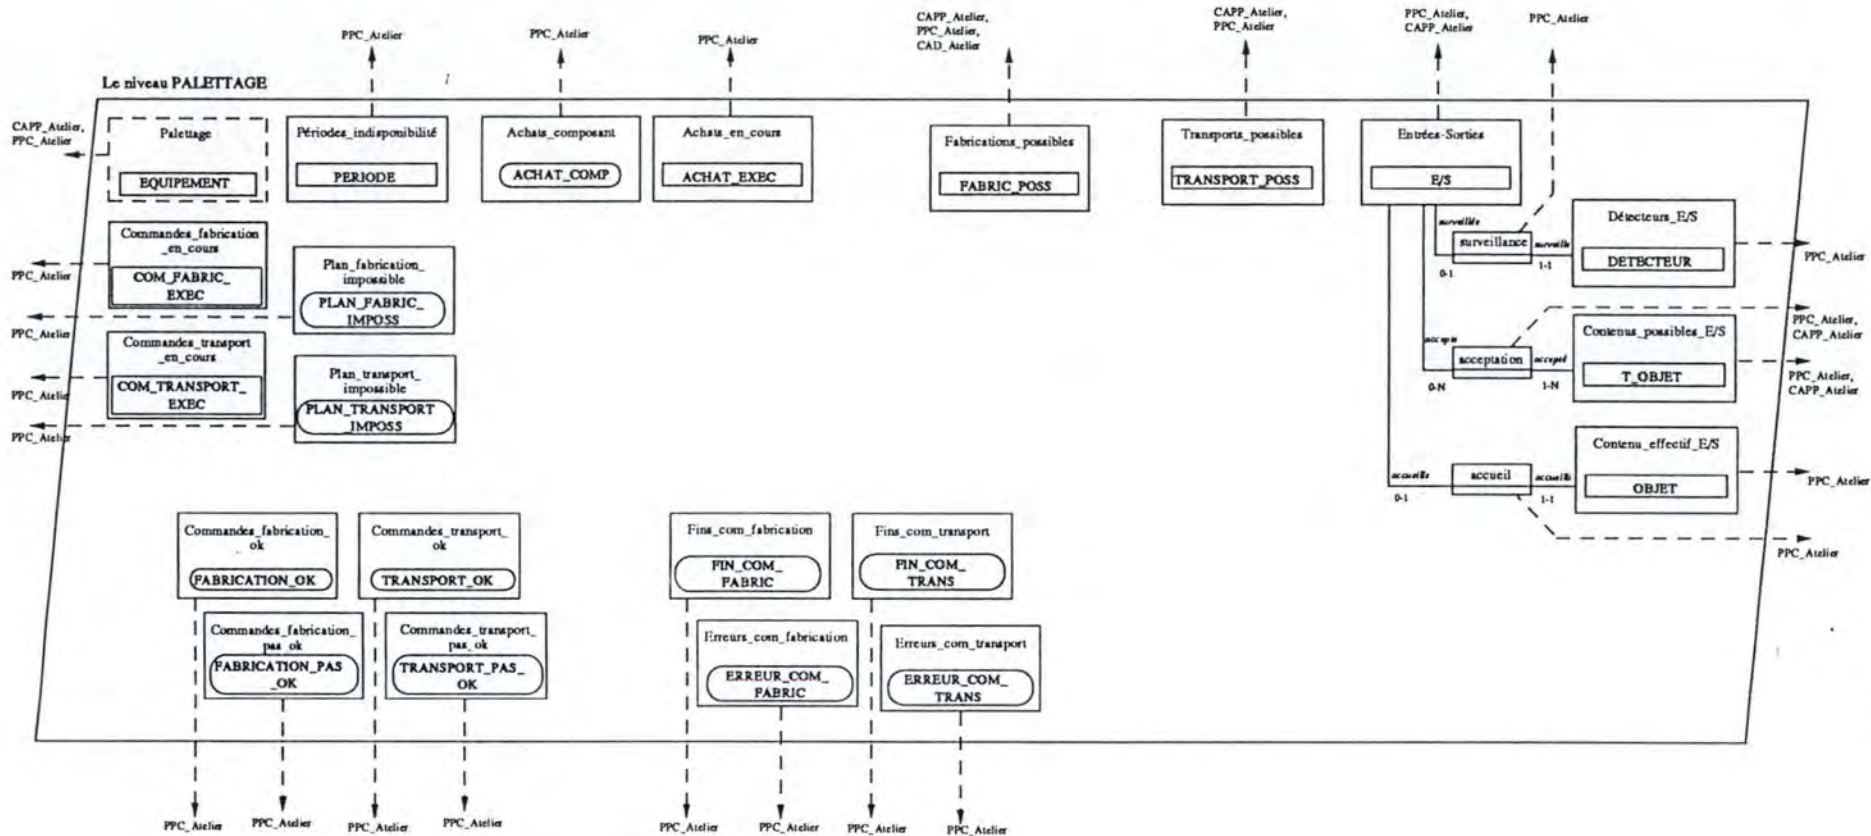 CAPP_Atelier,
PPC_Atelier,
CAD_Atelier
CAPP_Atelier,
PPC_Atelier
PPC_Atelier,
CAPP_Atelier
PPC_Atelier
PPC_Atelier
PPC_Atelier
PPC_Atelier
Le niveau PALETTAGE
CAPP_Atelier,
PPC_Atelier
Palettage
EQUIPEMENT
Périodes_indisponibilité
PERIODE
Achats_composant
ACHAT_COMP
Achats_en_cours
ACHAT_EXEC
Fabrications_possibles
FABRIC_POSS
Transports_possibles
TRANSPORT_POSS
Entrées-Sorties
E/S
surveillée
surveillance
surveille
0-1
1-1
Détecteurs_E/S
DETECTEUR
PPC_Atelier
Commandes_fabrication
_en_cours
COM_FABRIC_
EXEC
PPC_Atelier
Plan_fabrication_
impossible
PLAN_FABRIC_
IMPOSS
PPC_Atelier
accepte
acceptation
accepté
0-N
1-N
Contenus_possibles_E/S
T_OBJET
PPC_Atelier,
CAPP_Atelier
PPC_Atelier,
CAPP_Atelier
Commandes_transport
_en_cours
COM_TRANSPORT_
EXEC
PPC_Atelier
Plan_transport_
impossible
PLAN_TRANSPORT
_IMPOSS
PPC_Atelier
accueille
accueil
accueilli
0-1
1-1
Contenu_effectif_E/S
OBJET
PPC_Atelier
PPC_Atelier
Commandes_fabrication_
ok
FABRICATION_OK
Commandes_transport_
ok
TRANSPORT_OK
Fins_com_fabrication
FIN_COM_
FABRIC
Fins_com_transport
FIN_COM_
TRANS
Commandes_fabrication_
pas_ok
FABRICATION_PAS
_OK
Commandes_transport_
pas_ok
TRANSPORT_PAS_
OK
Erreurs_com_fabrication
ERREUR_COM_
FABRIC
Erreurs_com_transport
ERREUR_COM_
TRANS
PPC_Atelier
PPC_Atelier
PPC_Atelier
PPC_Atelier
PPC_Atelier
PPC_Atelier
PPC_Atelier
PPC_Atelier